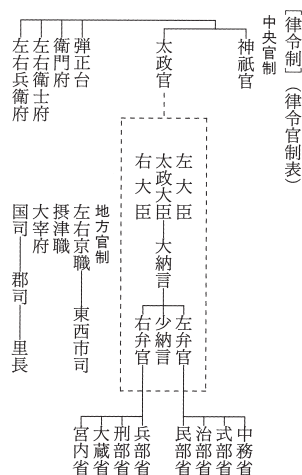 ［律令制］（律令官制表）
中央官制
神祇官
太政官
左大臣
太政大臣
右大臣
大納言
左弁官
少納言
右弁官
中務省
式部省
治部省
民部省
兵部省
刑部省
大蔵省
宮内省
弾正台
衛門府
左右衛士府
左右兵衛府
地方官制
左右京職
東西市司
摂津職
大宰府
国司
郡司
里長